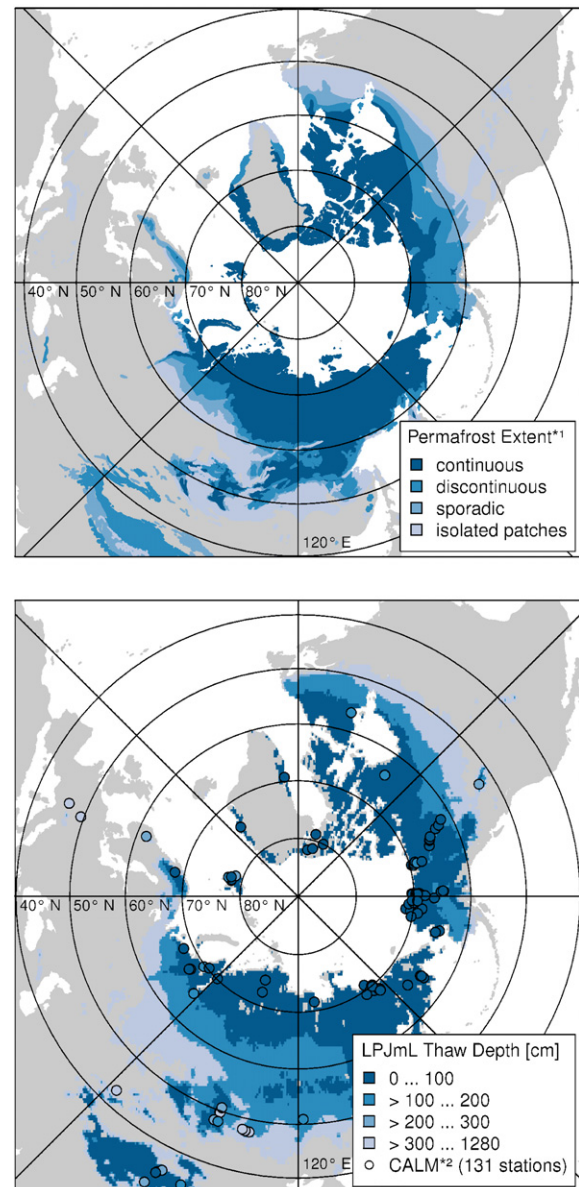 40° N 50° N 60° N 70° N 80° N
Permafrost Extent*1
continuous
discontinuous
sporadic
isolated patches
120° E
40° N 50° N 60° N 70° N 80° N
LPJmL Thaw Depth [cm]
0 ... 100
> 100 ... 200
> 200 ... 300
> 300 ... 1280
CALM*2 (131 stations)
120° E